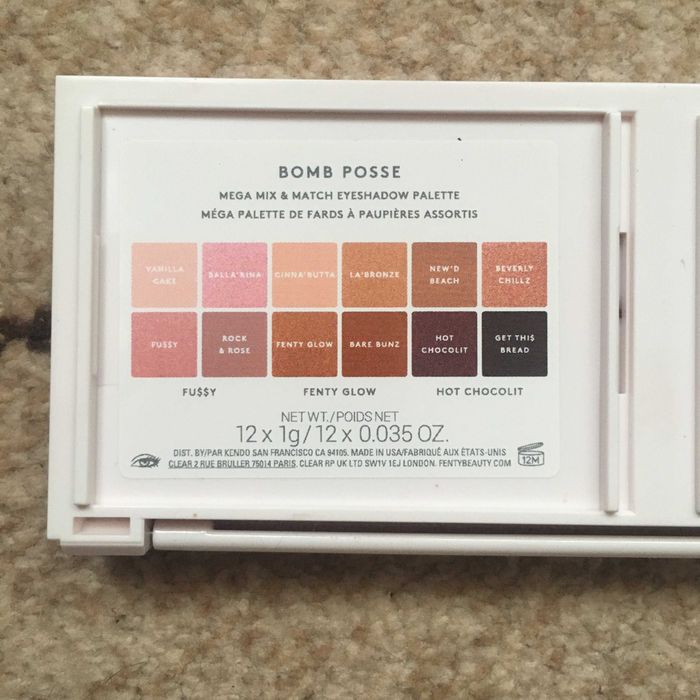 BOMB POSSE
MEGA MIX & MATCH EYESHADOW PALETTE
MÉGA PALETTE DE FARDS À PAUPIÈRES ASSORTIS
VANILLA CAKE
BALLA'RINA
CINNA'BUTTA
LA'BRONZE
NEW'D BEACH
BEVERLY CHILLZ
FU$$Y
ROCK & ROSE
FENTY GLOW
BARE BUNZ
HOT CHOCOLIT
GET THI$ BREAD
FU$$Y FENTY GLOW HOT CHOCOLIT
NET WT./POIDS NET
12 x 1g/12 x 0.035 OZ.
DIST. BY/PAR KENDO SAN FRANCISCO CA 94105. MADE IN USA/FABRIQUÉ AUX ÉTATS-UNIS
CLEAR 2 RUE BRULLER 75014 PARIS. CLEAR RP UK LTD SW1V 1EJ LONDON. FENTYBEAUTY.COM
12M